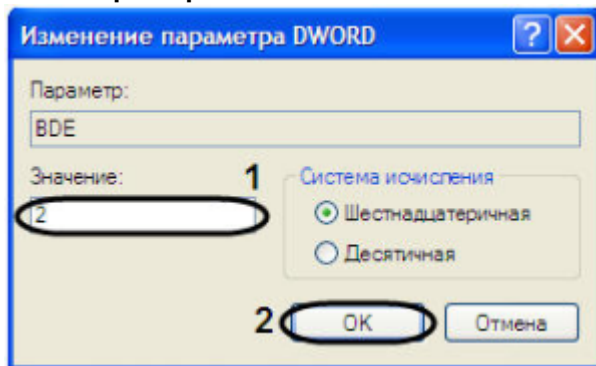 Изменение параметра DWORD
Параметр:
BDE
Значение:
1
2
Система исчисления
Шестнадцатеричная
Десятичная
2
OK
Отмена